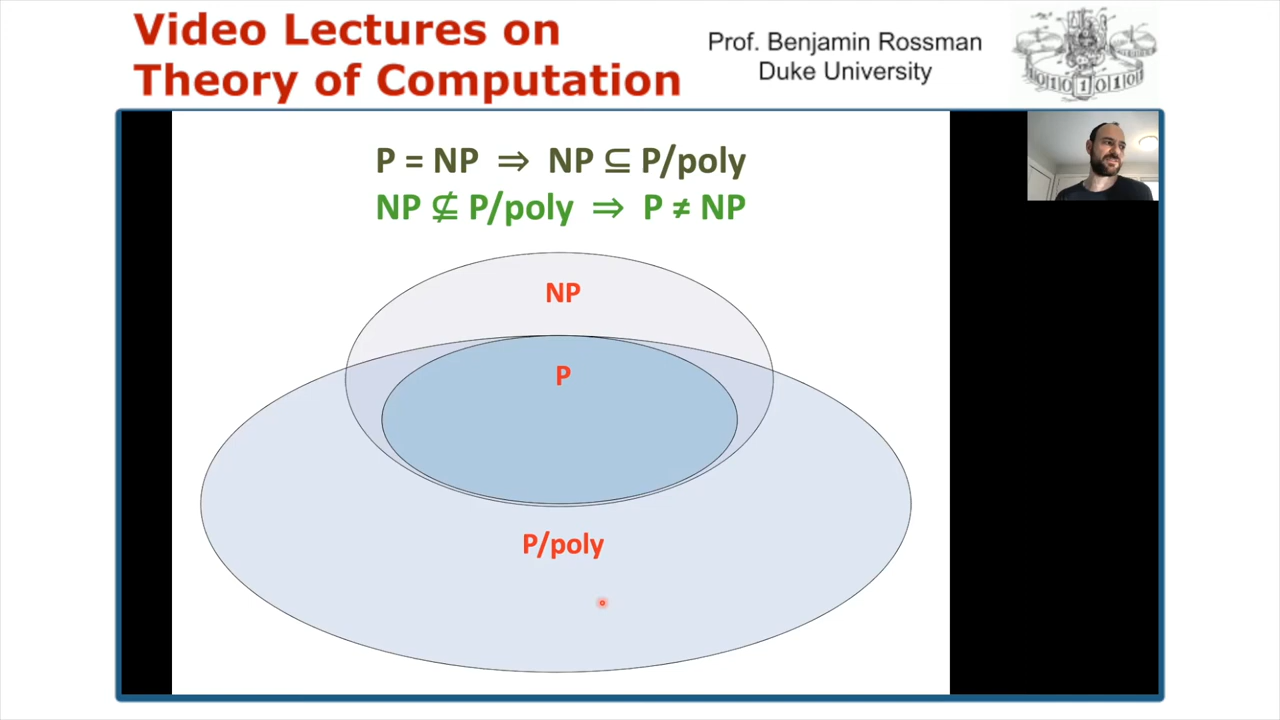 Video Lectures on
Theory of Computation
Prof. Benjamin Rossman
Duke University
P = NP ⇒ NP ⊆ P/poly
NP ⊈ P/poly ⇒ P ≠ NP
NP
P
P/poly